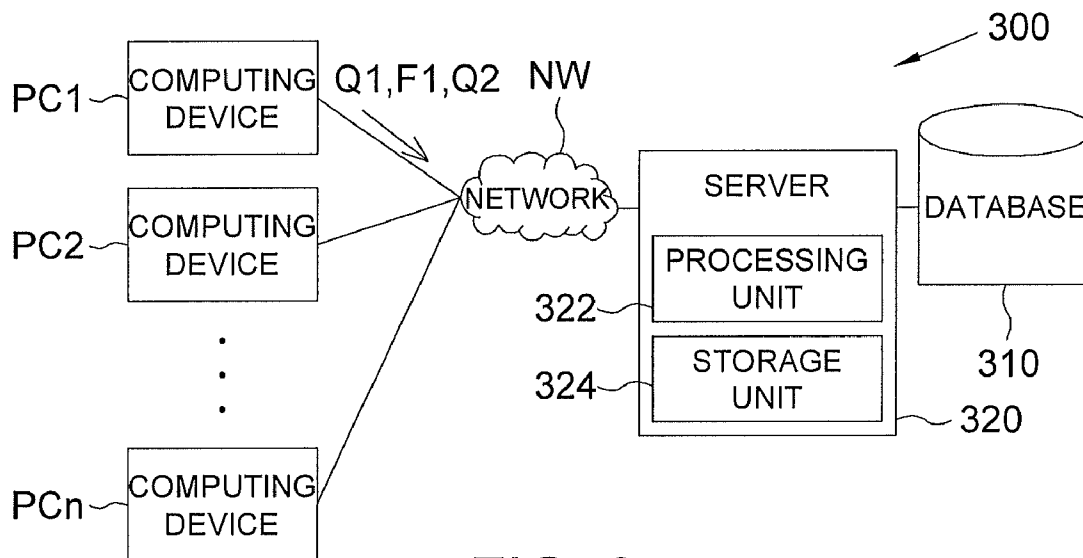 300
PC1
COMPUTING
DEVICE
Q1,F1,Q2
NW
NETWORK
SERVER
DATABASE
PC2
COMPUTING
DEVICE
PROCESSING
UNIT
322
STORAGE
UNIT
324
310
320
PCn
COMPUTING
DEVICE